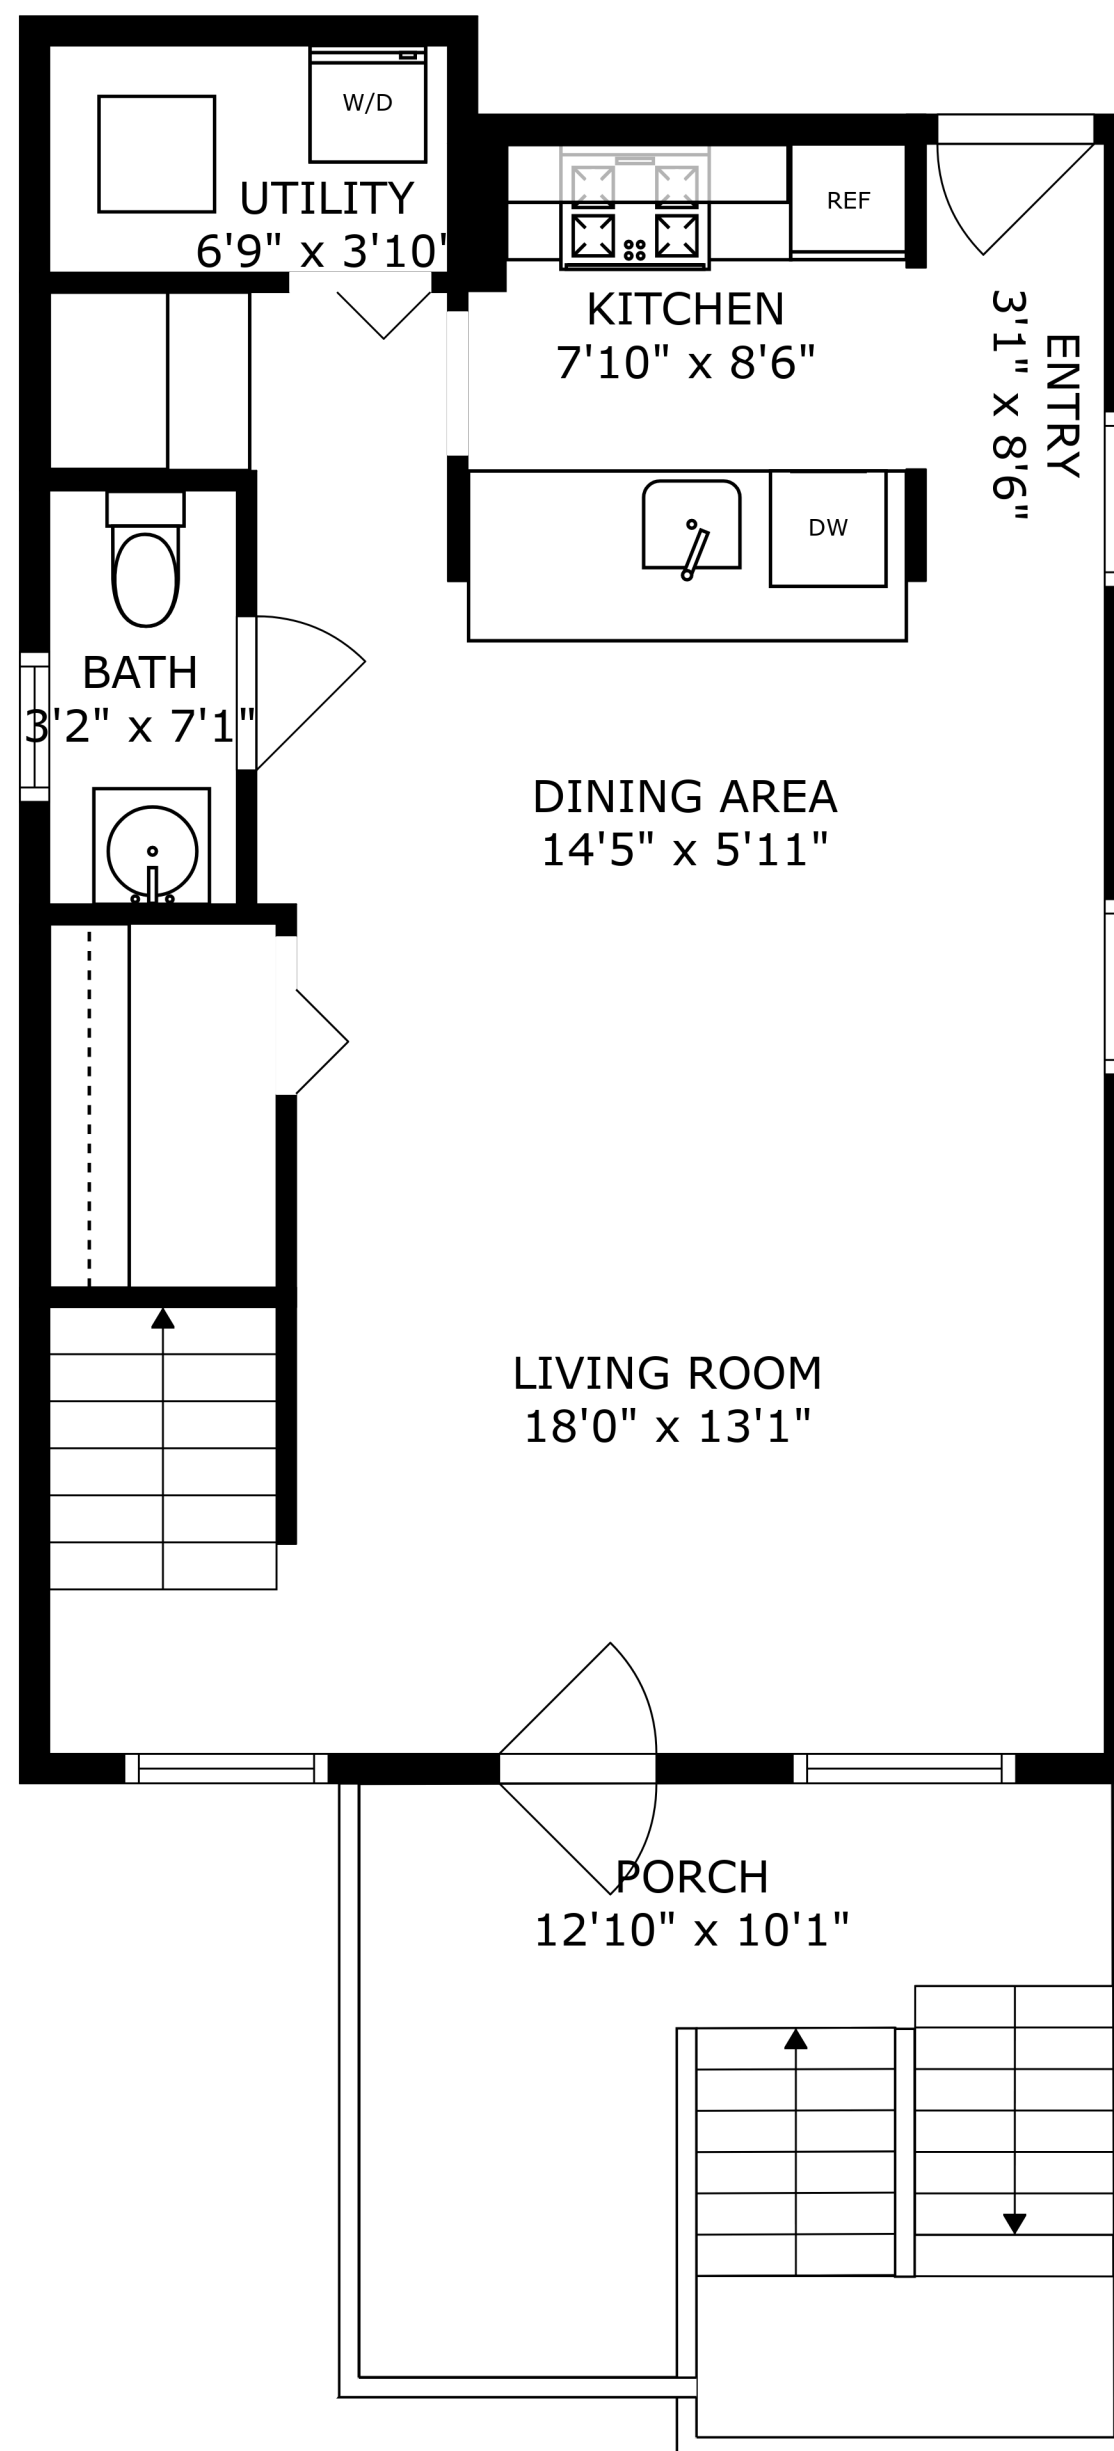 W/D
UTILITY
6'9" x 3'10"
REF
KITCHEN
7'10" x 8'6"
ENTRY
3'1" x 8'6"
DW
BATH
3'2" x 7'1"
DINING AREA
14'5" x 5'11"
LIVING ROOM
18'0" x 13'1"
PORCH
12'10" x 10'1"